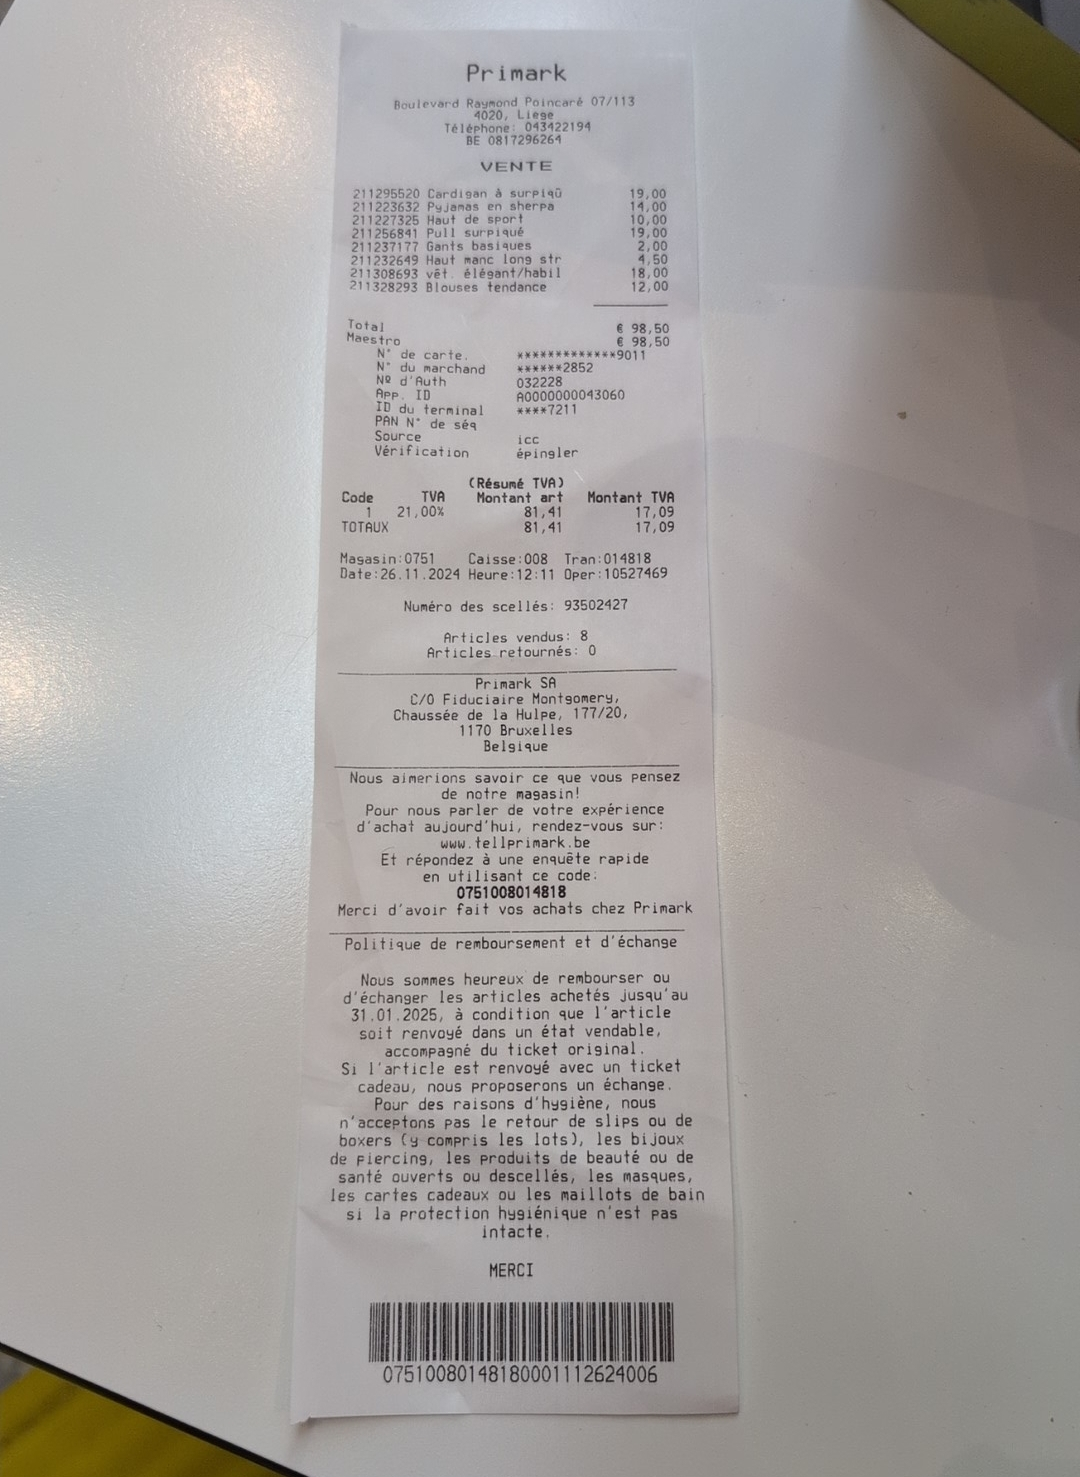 Primark
Boulevard Raymond Poincaré 07/113
4020, Liege
Téléphone: 043422194
BE 0817296264
VENTE
211295520 Cardigan à surpiqû 19,00
211223632 Pyjamas en sherpa 14,00
211227325 Haut de sport 10,00
211256841 Pull surpiqué 19,00
211237177 Gants basiques 2,00
211232649 Haut manc long str 4,50
211308693 vêt. élégant/habil 18,00
211328293 Blouses tendance 12,00
Total € 98,50
Maestro € 98,50
N° de carte. *************9011
N° du marchand ******2852
Nº d'Auth 032228
App. ID A0000000043060
ID du terminal ****7211
PAN N° de séq
Source icc
Vérification épingler
(Résumé TVA)
Code TVA Montant art Montant TVA
1 21,00% 81,41 17,09
TOTAUX 81,41 17,09
Magasin:0751 Caisse:008 Tran:014818
Date:26.11.2024 Heure:12:11 Oper:10527469
Numéro des scellés: 93502427
Articles vendus: 8
Articles retournés: 0
Primark SA
C/O Fiduciaire Montgomery,
Chaussée de la Hulpe, 177/20,
1170 Bruxelles
Belgique
Nous aimerions savoir ce que vous pensez
de notre magasin!
Pour nous parler de votre expérience
d'achat aujourd'hui, rendez-vous sur:
www.tellprimark.be
Et répondez à une enquête rapide
en utilisant ce code:
0751008014818
Merci d'avoir fait vos achats chez Primark
Politique de remboursement et d'échange
Nous sommes heureux de rembourser ou
d'échanger les articles achetés jusqu'au
31.01.2025, à condition que l'article
soit renvoyé dans un état vendable,
accompagné du ticket original.
Si l'article est renvoyé avec un ticket
cadeau, nous proposerons un échange.
Pour des raisons d'hygiène, nous
n'acceptons pas le retour de slips ou de
boxers (y compris les lots), les bijoux
de piercing, les produits de beauté ou de
santé ouverts ou descellés, les masques,
les cartes cadeaux ou les maillots de bain
si la protection hygiénique n'est pas
intacte.
MERCI
07510080148180001112624006